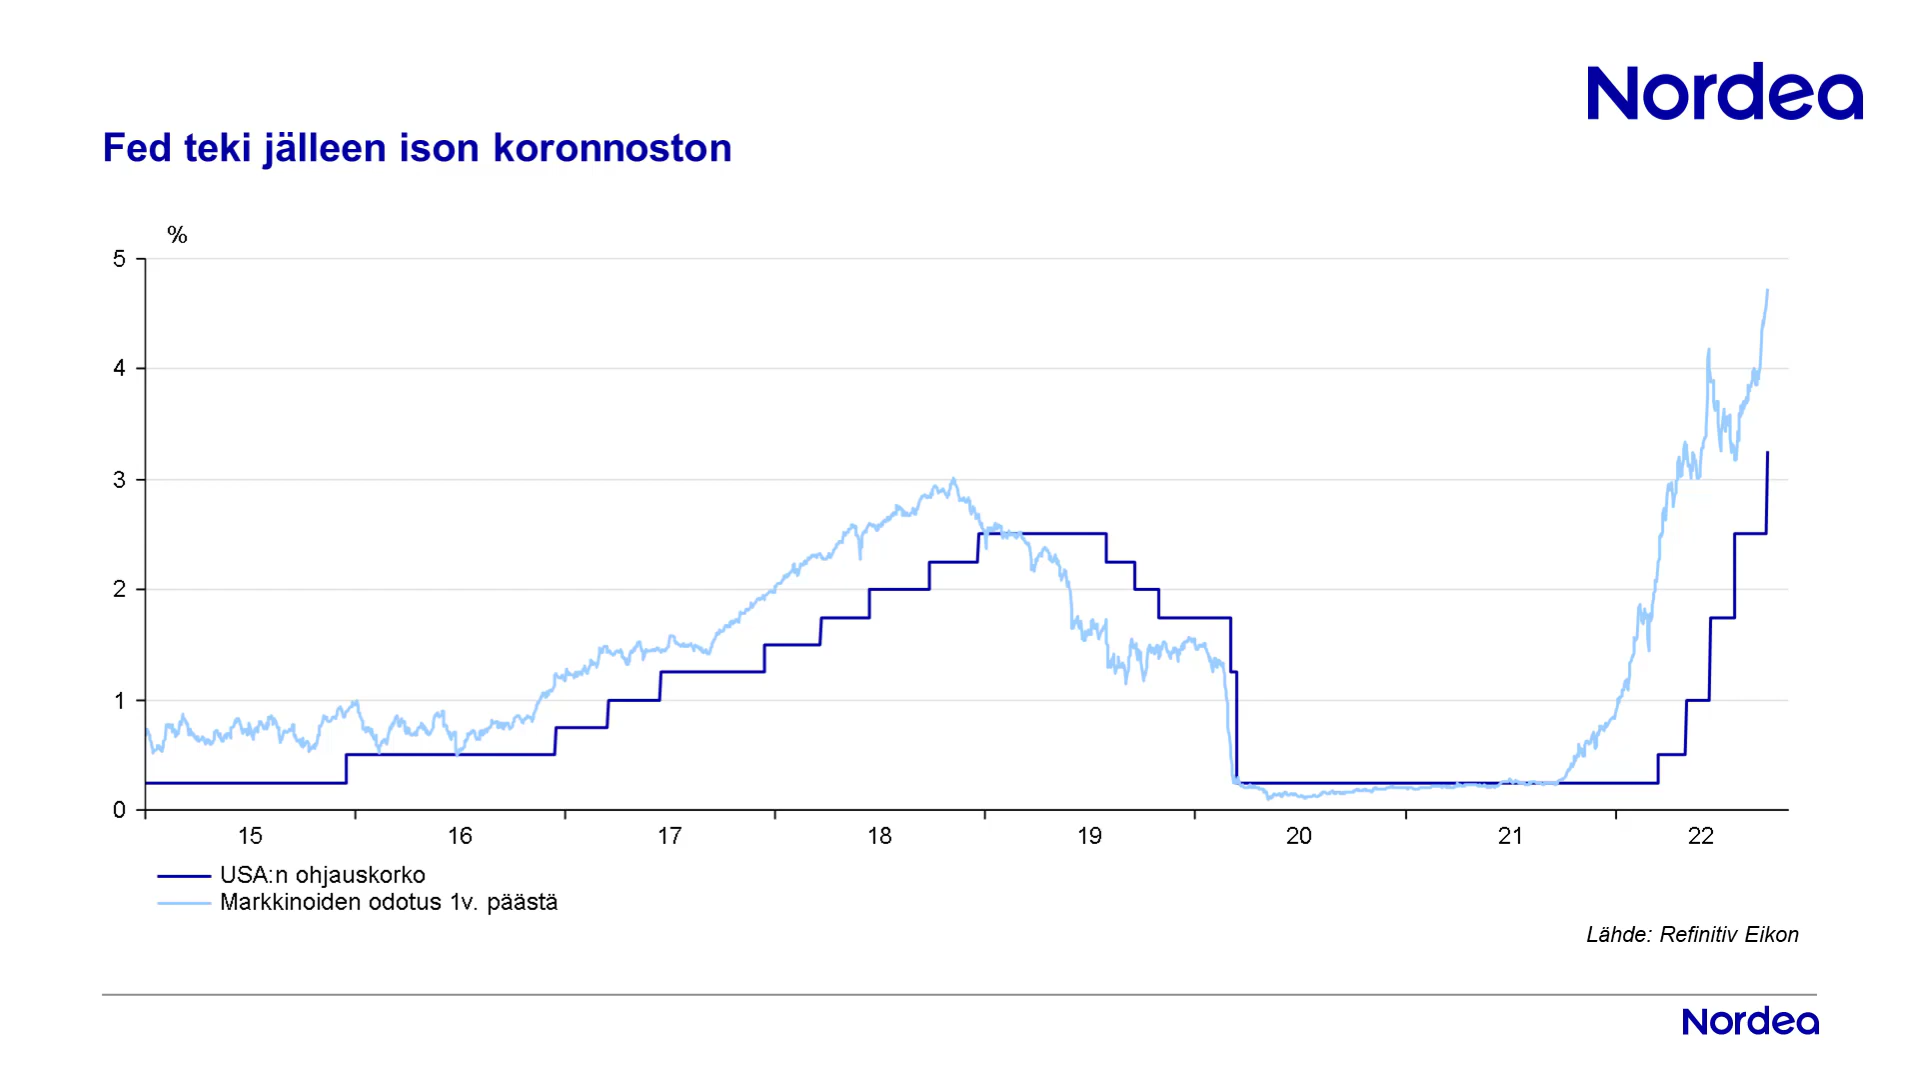 Nordea
Fed teki jälleen ison koronnoston
%
5
4
3
2
1
0
15 16 17 18 19 20 21 22
USA:n ohjauskorko
Markkinoiden odotus 1v. päästä
Lähde: Refinitiv Eikon
Nordea